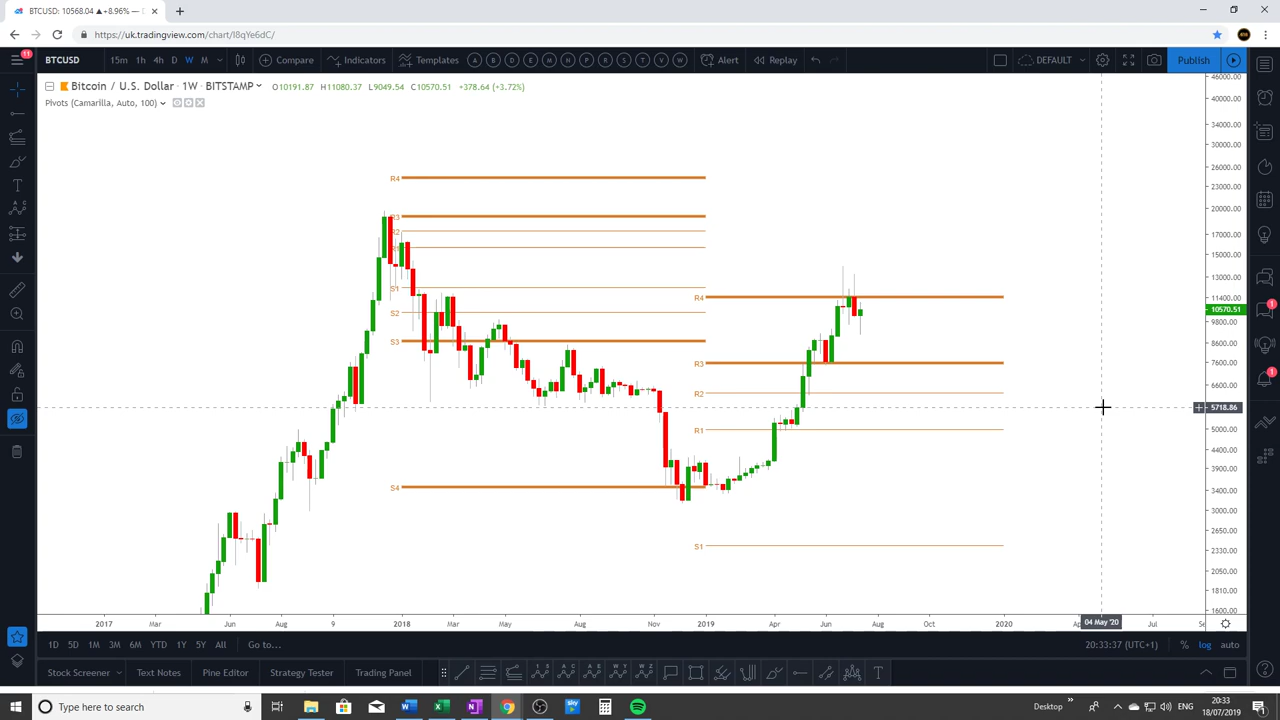 BTCUSD: 10568.04 ▲+8.96% —
https://uk.tradingview.com/chart/I8qYe6dC/
11
BTCUSD 15m 1h 4h D W M Compare Indicators Templates A B D E M H P R S T V W Alert Replay DEFAULT Publish
Bitcoin / U.S. Dollar · 1W · BITSTAMP O10191.87 H11080.37 L9049.54 C10570.51 +378.64 (+3.72%)
Pivots (Camarilla, Auto, 100)
46000.00
40000.00
34000.00
30000.00
26000.00
R4
23000.00
20000.00
R3
17000.00
R2
15000.00
S1
13000.00
R4
11400.00
10570.51
S2
9800.00
S3
8600.00
R3
7600.00
6600.00
R2
5718.86
R1
5000.00
4400.00
3900.00
S4
3400.00
3000.00
2650.00
S1
2330.00
2050.00
1810.00
1600.00
1
1
2017 Mar Jun Aug 9 2018 Mar May Aug Nov 2019 Apr Jun Aug Oct 2020 04 May '20 Jul
1D 5D 1M 3M 6M YTD 1Y 5Y All Go to... 20:33:37 (UTC+1) % log auto
Stock Screener Text Notes Pine Editor Strategy Tester Trading Panel
Type here to search
Desktop
ENG
20:33
18/07/2019